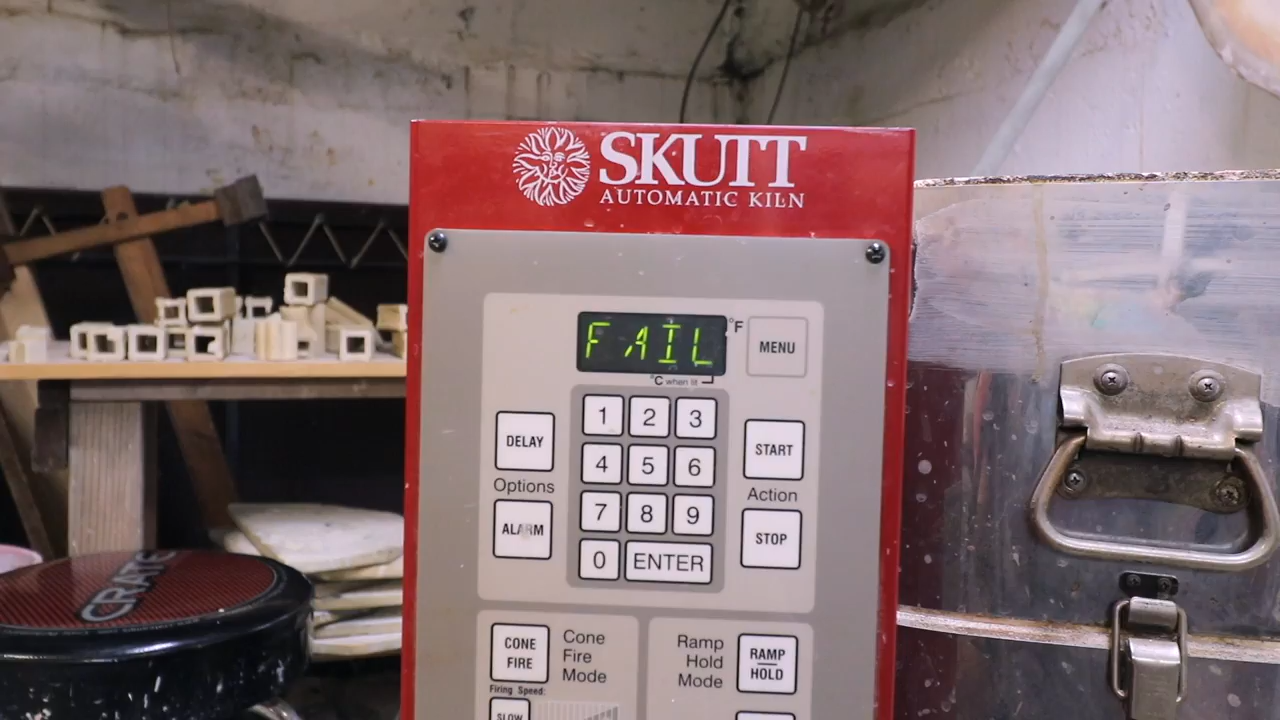 SKUTT
AUTOMATIC KILN
FAIL
°F
MENU
°C when lit
1 2 3
DELAY
START
4 5 6
Options
Action
7 8 9
ALARM
STOP
0 ENTER
CONE
FIRE
Cone
Fire
Mode
Ramp
Hold
Mode
RAMP
HOLD
Firing Speed:
SLOW